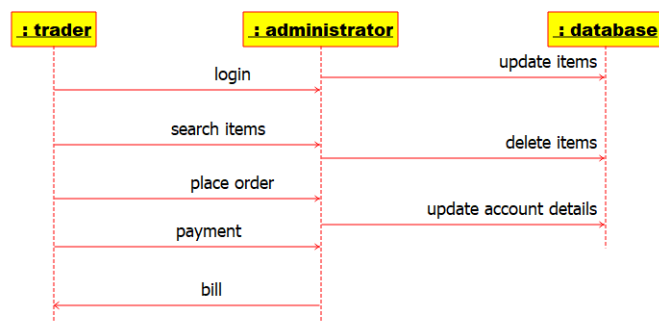 : trader
: administrator
: database
update items
login
search items
delete items
place order
update account details
payment
bill